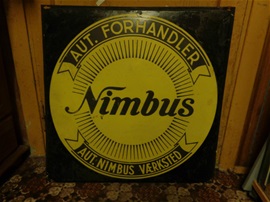 AUT. FORHANDLER
Nimbus
AUT. NIMBUS VÆRKSTED